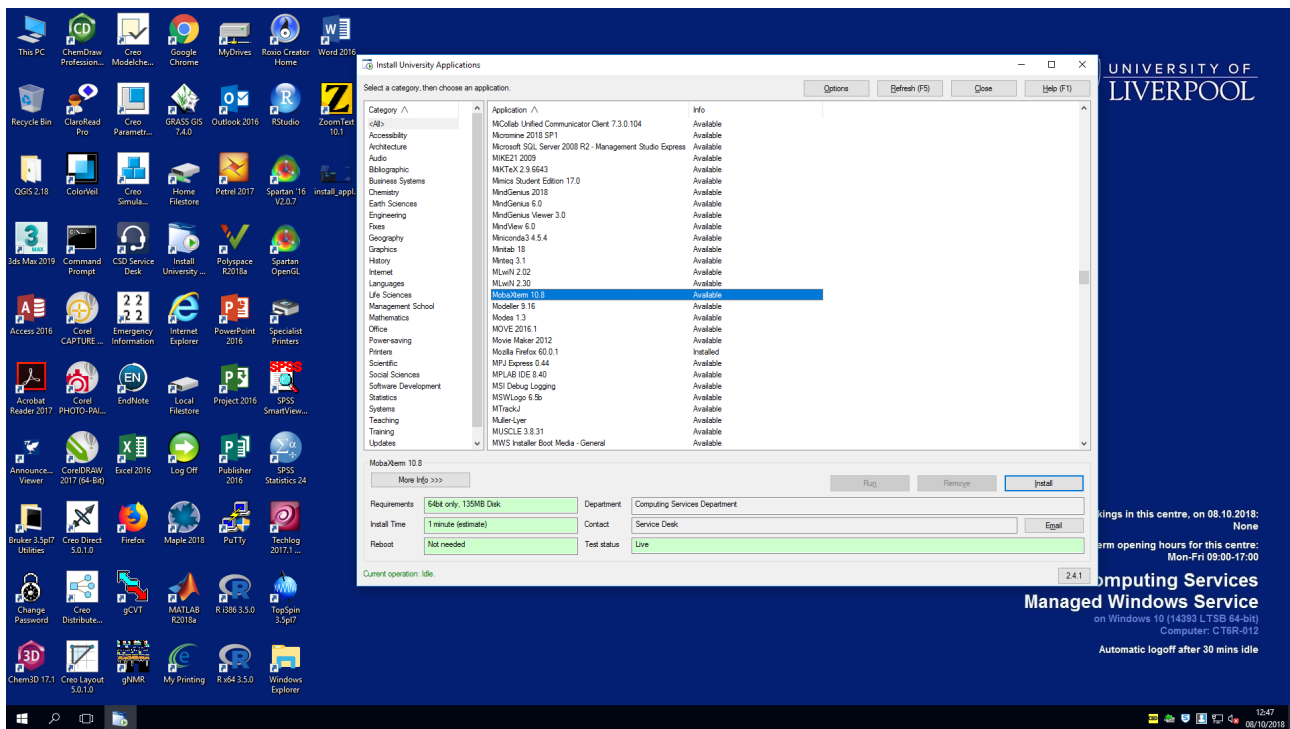 This PC
ChemDraw Profession...
Creo Modelche...
Google Chrome
MyDrives
Roxio Creator Home
Word 2016
Recycle Bin
ClaroRead Pro
Creo Parametr...
GRASS GIS 7.4.0
Outlook 2016
RStudio
ZoomText 10.1
QGIS 2.18
ColorVeil
Creo Simula...
Home Filestore
Petrel 2017
Spartan '16 V2.0.7
install_appl...
3ds Max 2019
Command Prompt
CSD Service Desk
Install University ...
Polyspace R2018a
Spartan OpenGL
Access 2016
Corel CAPTURE ...
Emergency Information
Internet Explorer
PowerPoint 2016
Specialist Printers
Acrobat Reader 2017
Corel PHOTO-PAI...
EndNote
Local Filestore
Project 2016
SPSS SmartView...
Announce... Viewer
CorelDRAW 2017 (64-Bit)
Excel 2016
Log Off
Publisher 2016
SPSS Statistics 24
Bruker 3.5pl7 Utilities
Creo Direct 5.0.1.0
Firefox
Maple 2018
PuTTy
Techlog 2017.1 ...
Change Password
Creo Distribute...
gCVT
MATLAB R2018a
R i386 3.5.0
TopSpin 3.5pl7
Chem3D 17.1
Creo Layout 5.0.1.0
gNMR
My Printing
R x64 3.5.0
Windows Explorer
Install University Applications
Select a category, then choose an application.
Options
Refresh (F5)
Close
Help (F1)
Category
<All>
Accessibility
Architecture
Audio
Bibliographic
Business Systems
Chemistry
Earth Sciences
Engineering
Fixes
Geography
Graphics
History
Internet
Languages
Life Sciences
Management School
Mathematics
Office
Power-saving
Printers
Scientific
Social Sciences
Software Development
Statistics
Systems
Teaching
Training
Updates
Application Info
MiCollab Unified Communicator Client 7.3.0.104 Available
Micromine 2018 SP1 Available
Microsoft SQL Server 2008 R2 - Management Studio Express Available
MIKE21 2009 Available
MiKTeX 2.9.6643 Available
Mimics Student Edition 17.0 Available
MindGenius 2018 Available
MindGenius 6.0 Available
MindGenius Viewer 3.0 Available
MindView 6.0 Available
Miniconda3 4.5.4 Available
Minitab 18 Available
Minteq 3.1 Available
MLwiN 2.02 Available
MLwiN 2.30 Available
MobaXterm 10.8 Available
Modeller 9.16 Available
Modes 1.3 Available
MOVE 2016.1 Available
Movie Maker 2012 Available
Mozilla Firefox 60.0.1 Installed
MPJ Express 0.44 Available
MPLAB IDE 8.40 Available
MSI Debug Logging Available
MSWLogo 6.5b Available
MTrackJ Available
Muller-Lyer Available
MUSCLE 3.8.31 Available
MWS Installer Boot Media - General Available
MobaXterm 10.8
More Info >>>
Run
Remove
Install
Requirements 64bit only, 135MB Disk
Department Computing Services Department
Install Time 1 minute (estimate)
Contact Service Desk
Email
Reboot Not needed
Test status Live
Current operation: Idle.
2.4.1
UNIVERSITY OF
LIVERPOOL
kings in this centre, on 08.10.2018:
None
erm opening hours for this centre:
Mon-Fri 09:00-17:00
omputing Services
Managed Windows Service
on Windows 10 (14393 LTSB 64-bit)
Computer: CT6R-012
Automatic logoff after 30 mins idle
12:47
08/10/2018